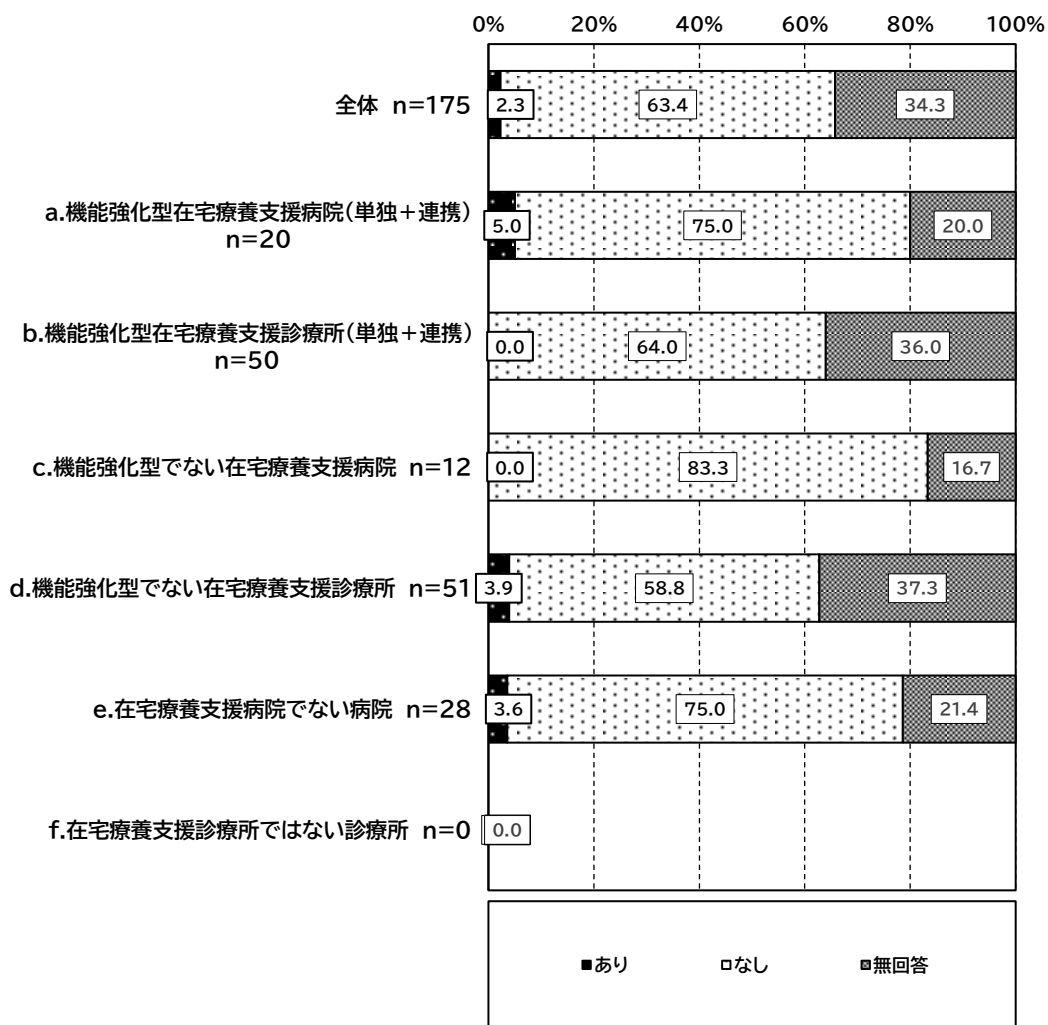 0% 20% 40% 60% 80% 100%
全体 n=175 2.3 63.4 34.3
a.機能強化型在宅療養支援病院(単独＋連携)
n=20 5.0 75.0 20.0
b.機能強化型在宅療養支援診療所(単独＋連携)
n=50 0.0 64.0 36.0
c.機能強化型でない在宅療養支援病院 n=12 0.0 83.3 16.7
d.機能強化型でない在宅療養支援診療所 n=51 3.9 58.8 37.3
e.在宅療養支援病院でない病院 n=28 3.6 75.0 21.4
f.在宅療養支援診療所ではない診療所 n=0 0.0
あり なし 無回答